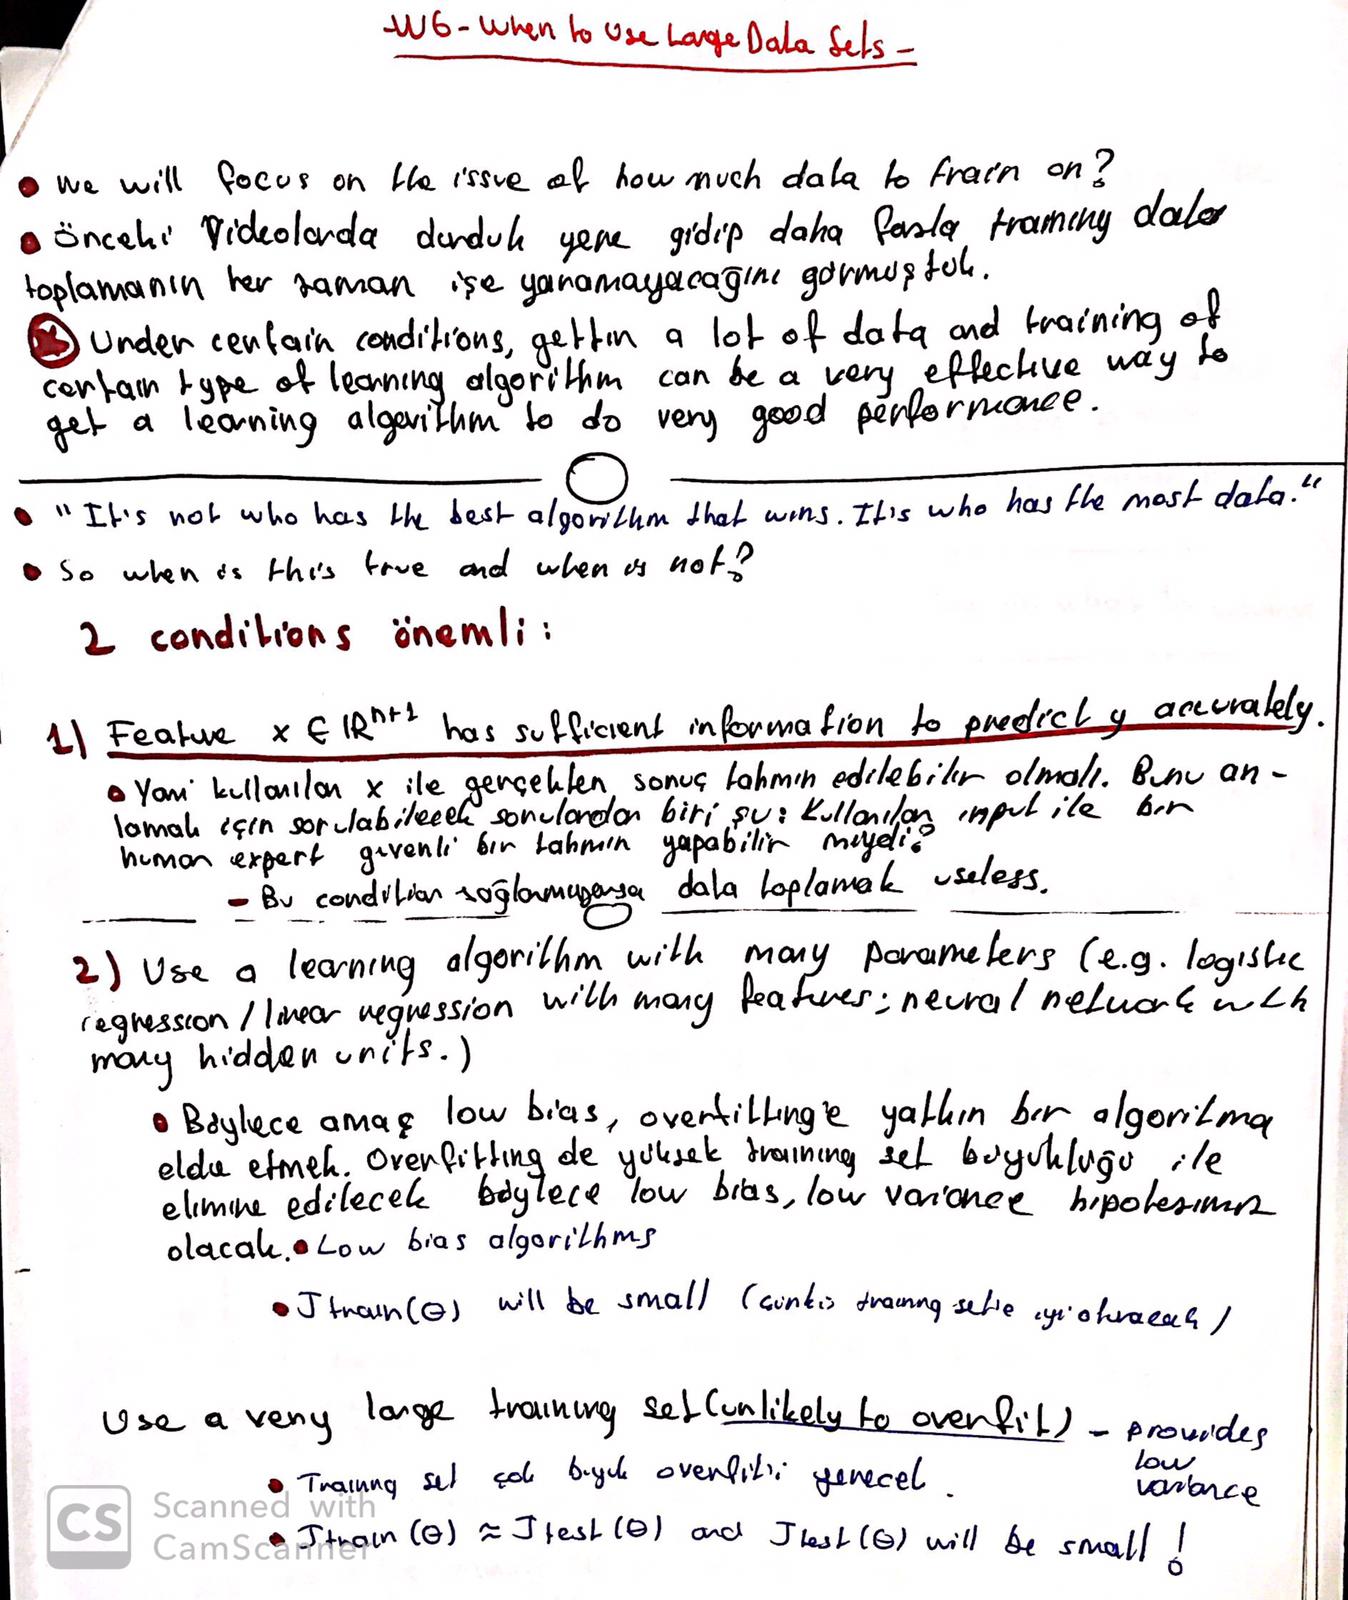 -W6- When to Use Large Data Sets -
• We will focus on the issue of how much data to train on?
• Önceki videolarda durduk yere gidip daha fazla training data
toplamanın her zaman işe yaramayacağını görmüştük.
Under certain conditions, gettin a lot of data and training of
certain type of learning algorithm can be a very effective way to
get a learning algorithm to do very good performance.
• "It's not who has the best algorithm that wins. It is who has the most data."
• So when is this true and when is not?
2 conditions önemli:
1) Feature x ∈ ℝⁿ⁺¹ has sufficient information to predict y accurately.
• Yani kullanılan x ile gerçekten sonuç tahmin edilebilir olmalı. Bunu an-
lamak için sorulabilecek sorulardan biri şu: Kullanılan input ile bir
human expert güvenli bir tahmin yapabilir miydi?
- Bu condition sağlanmıyorsa data toplamak useless.
2) Use a learning algorithm with many parameters (e.g. logistic
regression / linear regression with many features; neural network with
many hidden units.)
• Böylece amaç low bias, overfitting'e yatkın bir algoritma
elde etmek. Overfitting de yüksek training set büyüklüğü ile
elimine edilecek böylece low bias, low variance hipotesimiz
olacak. • Low bias algorithms
• Jtrain(Θ) will be small (çünkü training sete iyi oturacak)
Use a very large training set (unlikely to overfit) - provides
low
variance
• Training set çok büyük overfiti yenecek.
• Jtrain(Θ) ≈ Jtest(Θ) and Jtest(Θ) will be small!
CS Scanned with
CamScanner